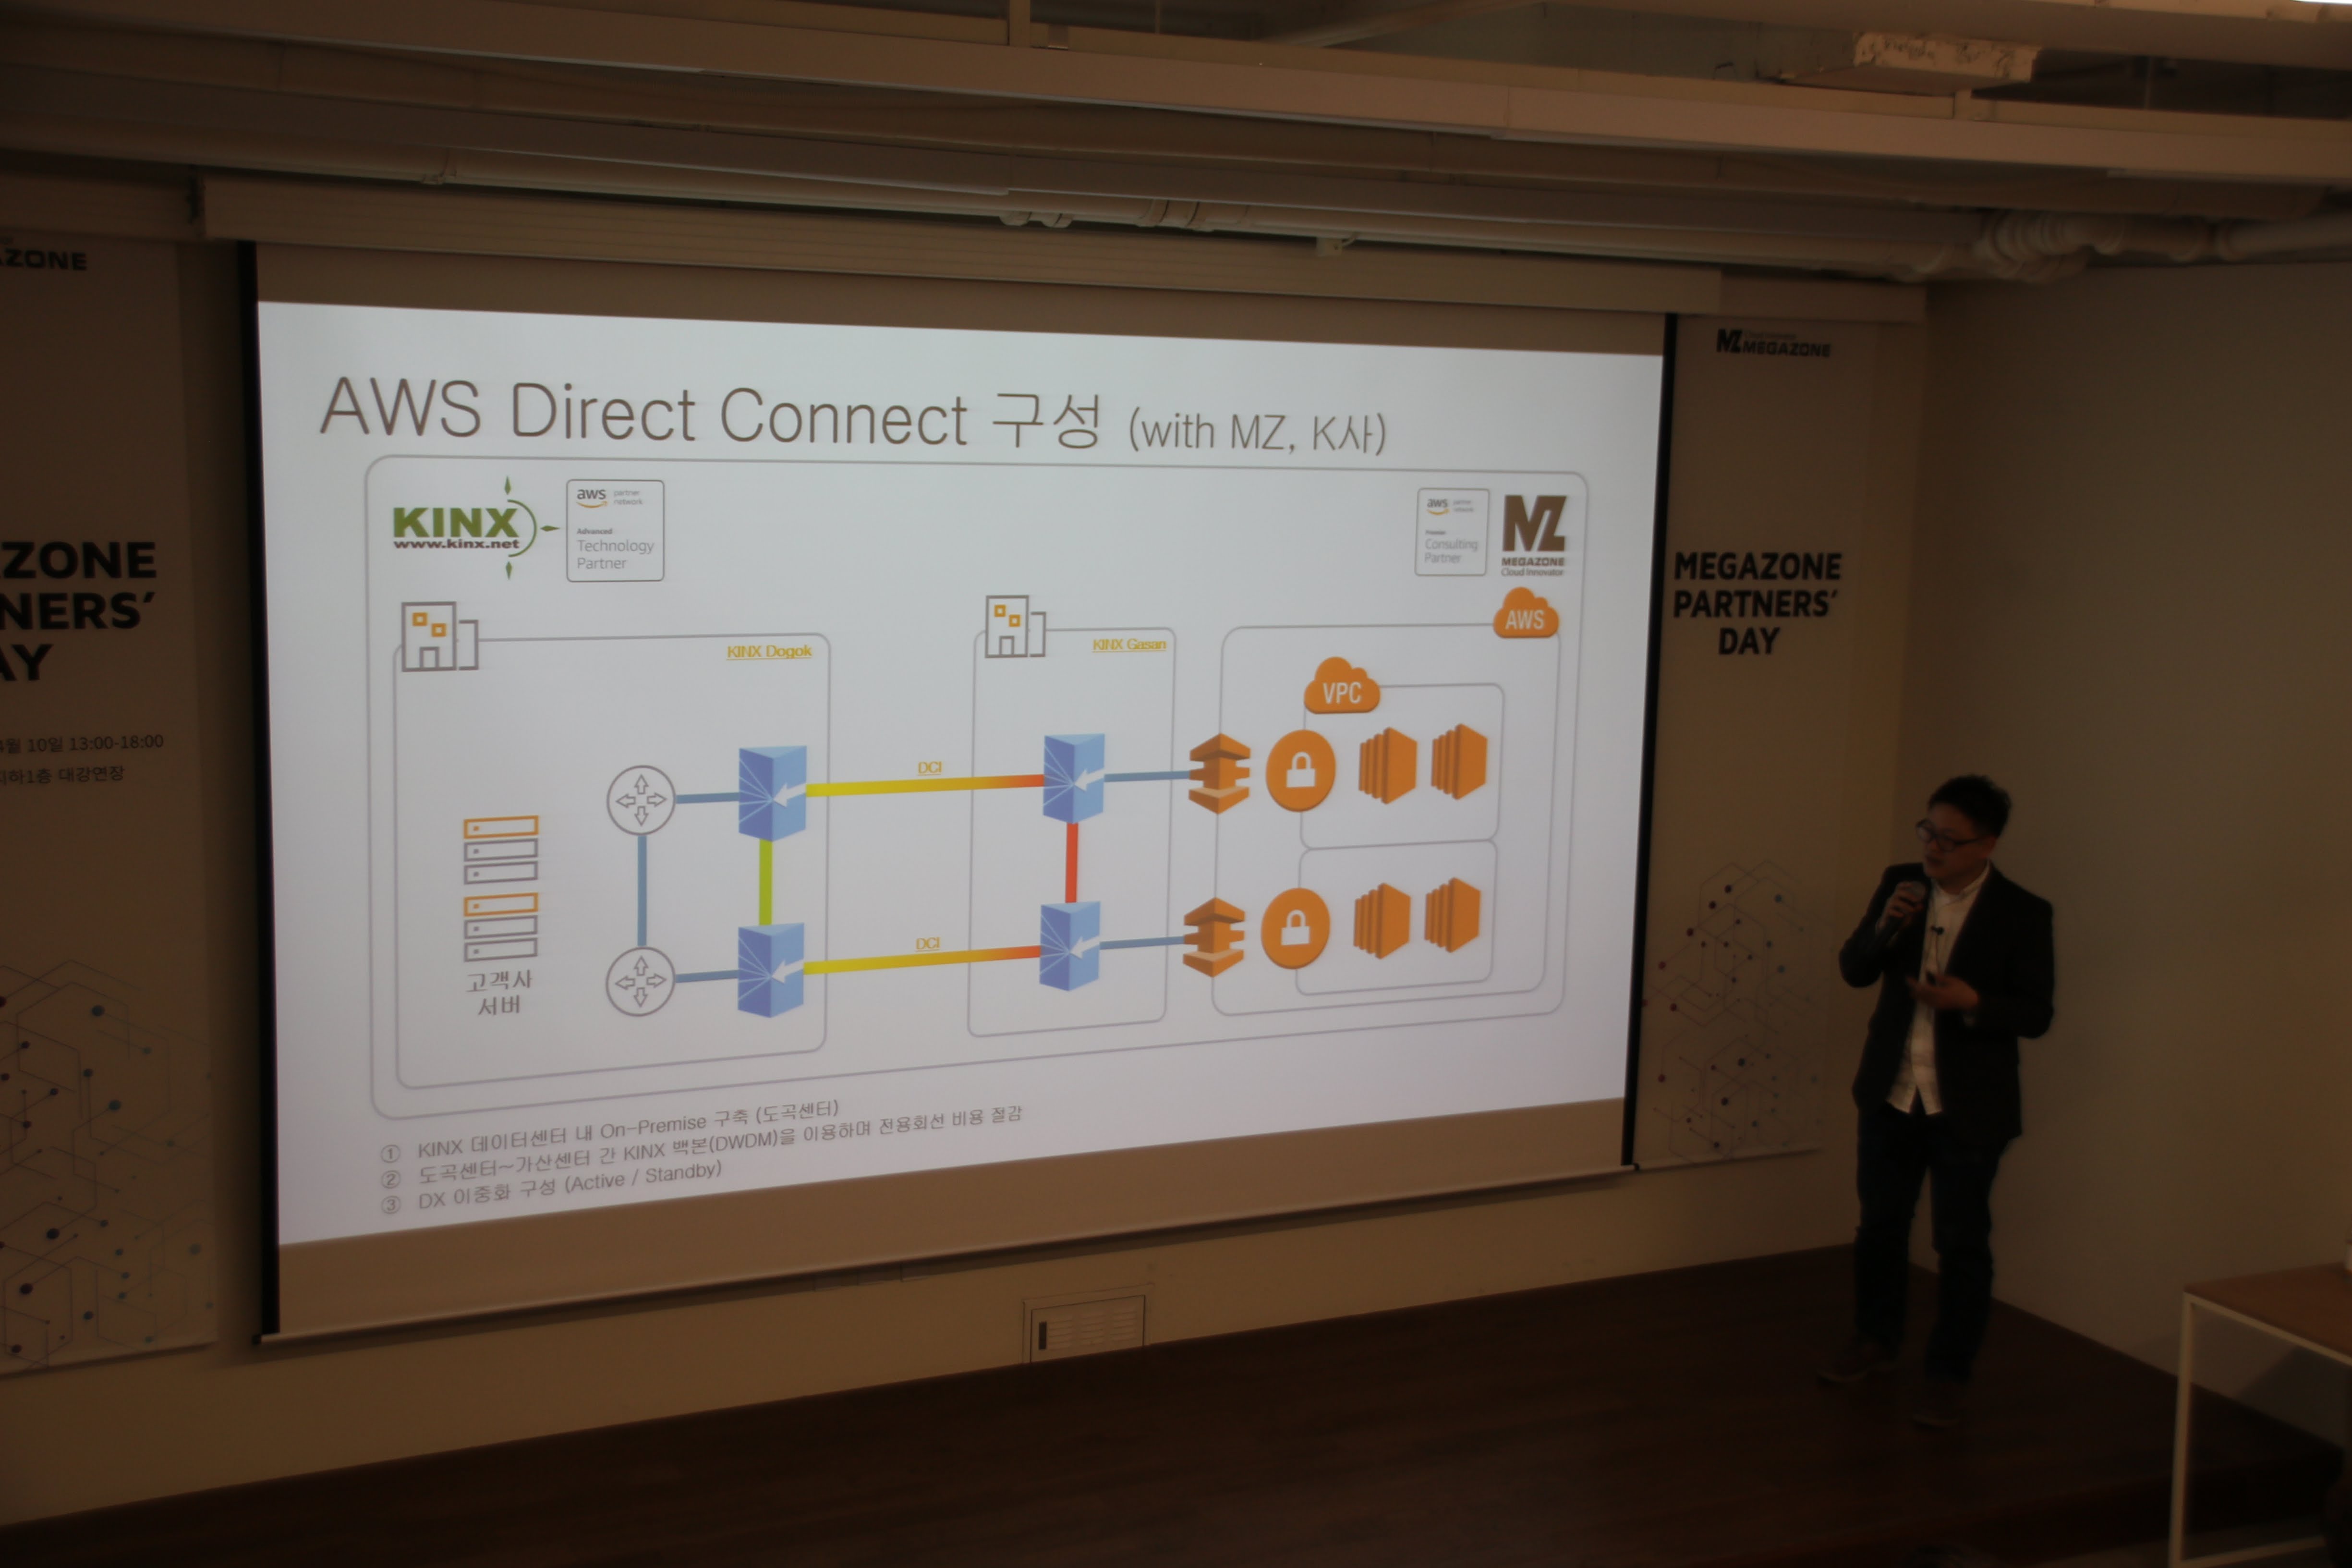 AZONE
AZONE
NERS'
AY
4월 10일 13:00-18:00
지하1층 대강연장
AWS Direct Connect 구성 (with MZ, K사)
KINX
www.kinx.net
aws partner network
Advanced
Technology
Partner
aws partner network
Premier
Consulting
Partner
MZ
MEGAZONE
Cloud Innovator
AWS
KINX Dogok
KINX Gasan
VPC
DCI
DCI
고객사
서버
① KINX 데이터센터 내 On-Premise 구축 (도곡센터)
② 도곡센터~가산센터 간 KINX 백본(DWDM)을 이용하며 전용회선 비용 절감
③ DX 이중화 구성 (Active / Standby)
MZ MEGAZONE
MEGAZONE
PARTNERS'
DAY